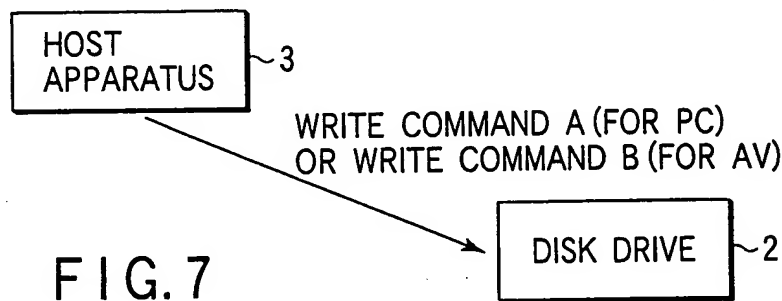 HOST
APPARATUS
3
WRITE COMMAND A (FOR PC)
OR WRITE COMMAND B (FOR AV)
DISK DRIVE
2
FIG. 7